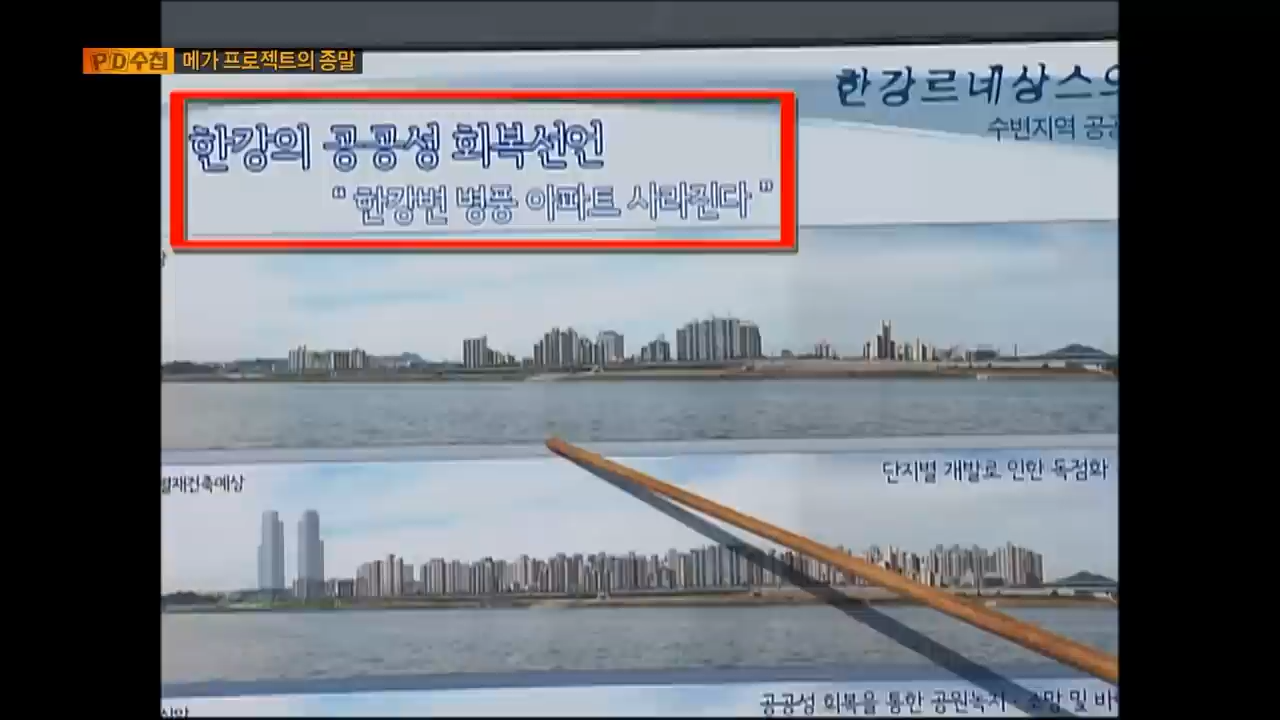 PD수첩 메가 프로젝트의 종말
한강르네상스의
수변지역 공공
한강의 공공성 회복선언
“ 한강변 병풍 아파트 사라진다 ”
단지별 개발로 인한 독점화
별재건축예상
공공성 회복을 통한 공원녹지 · 조망 및